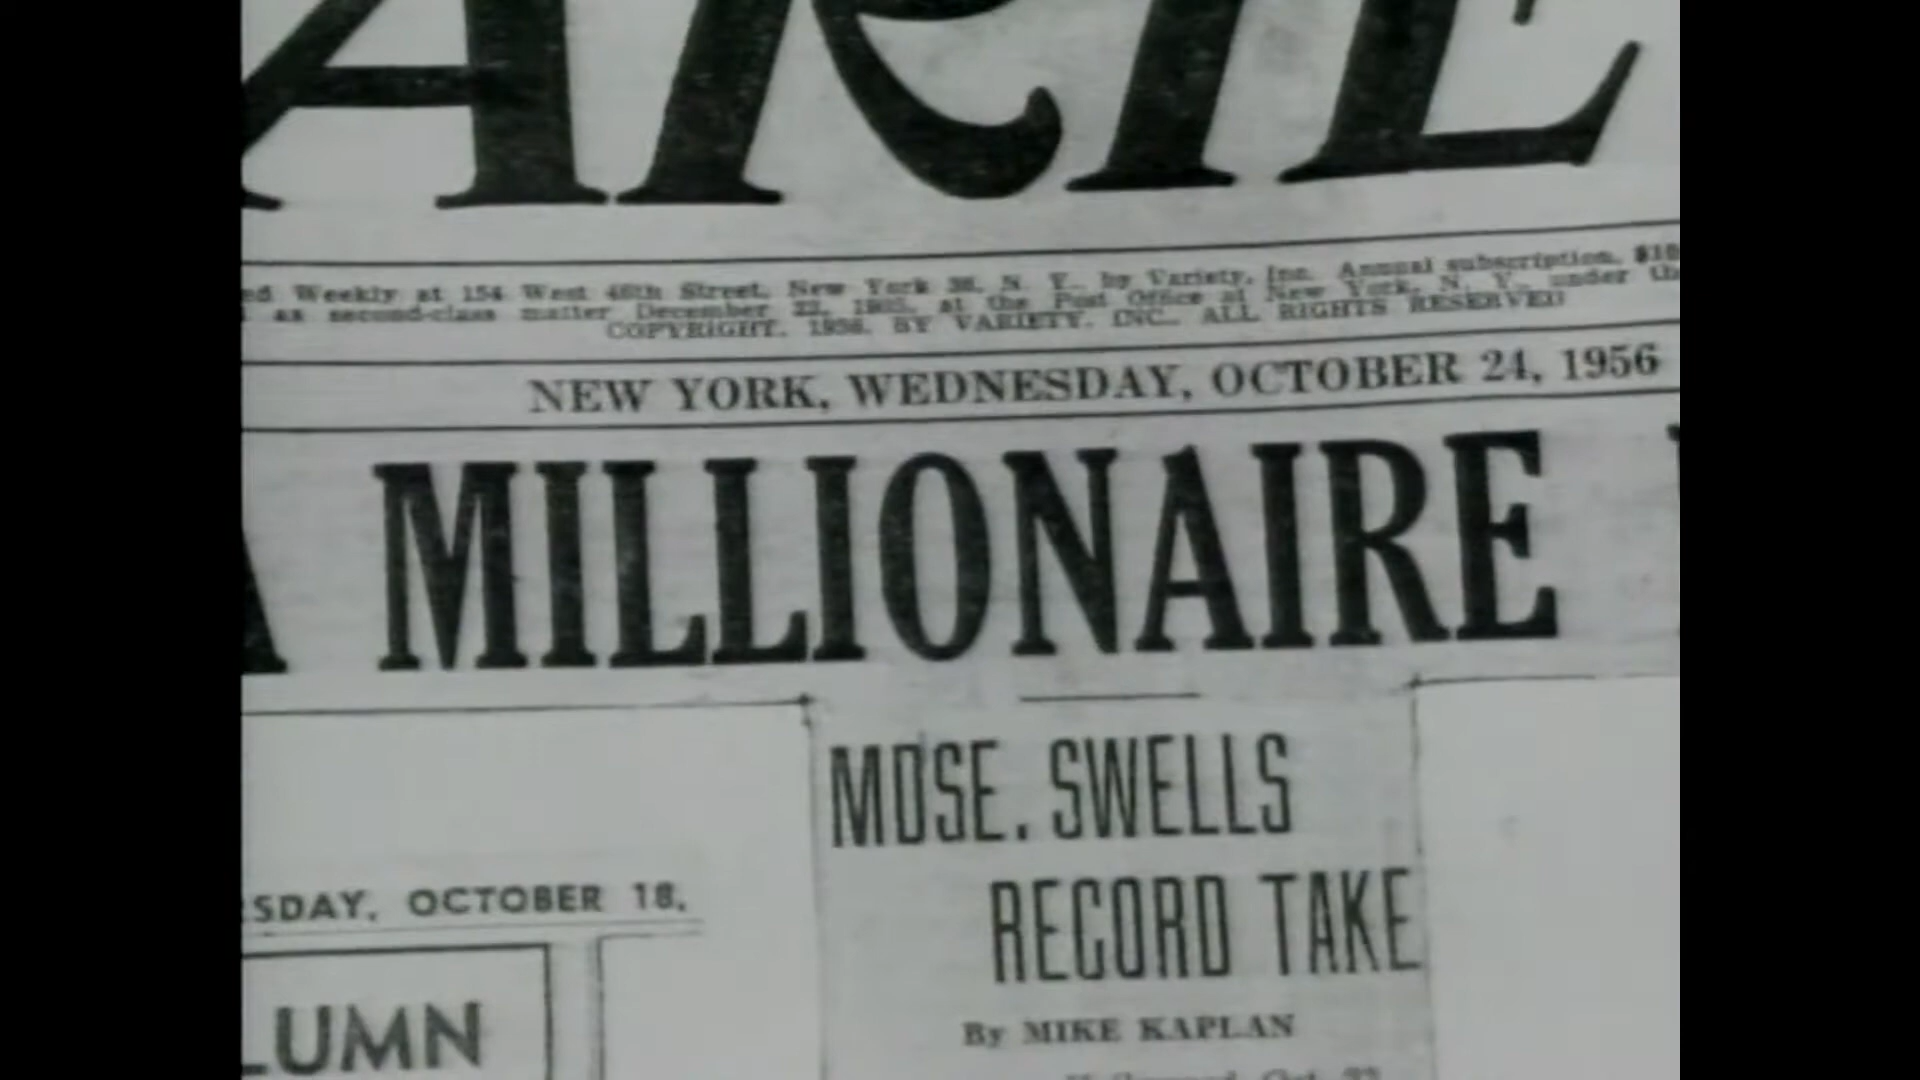 ARIE
ed Weekly at 154 West 46th Street, New York 36, N. Y., by Variety, Inc. Annual subscription, $10
as second-class matter December 22, 1905, at the Post Office at New York, N. Y., under th
COPYRIGHT, 1956, BY VARIETY, INC., ALL RIGHTS RESERVED
NEW YORK, WEDNESDAY, OCTOBER 24, 1956
A MILLIONAIRE
MDSE. SWELLS
RECORD TAKE
By MIKE KAPLAN
SDAY, OCTOBER 18,
LUMN